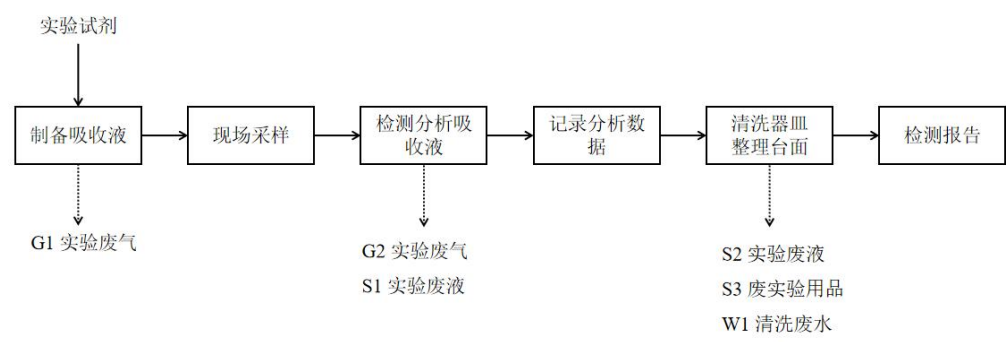 实验试剂
制备吸收液
现场采样
检测分析吸
收液
记录分析数
据
清洗器皿
整理台面
检测报告
G1 实验废气
G2 实验废气
S1 实验废液
S2 实验废液
S3 废实验用品
W1 清洗废水